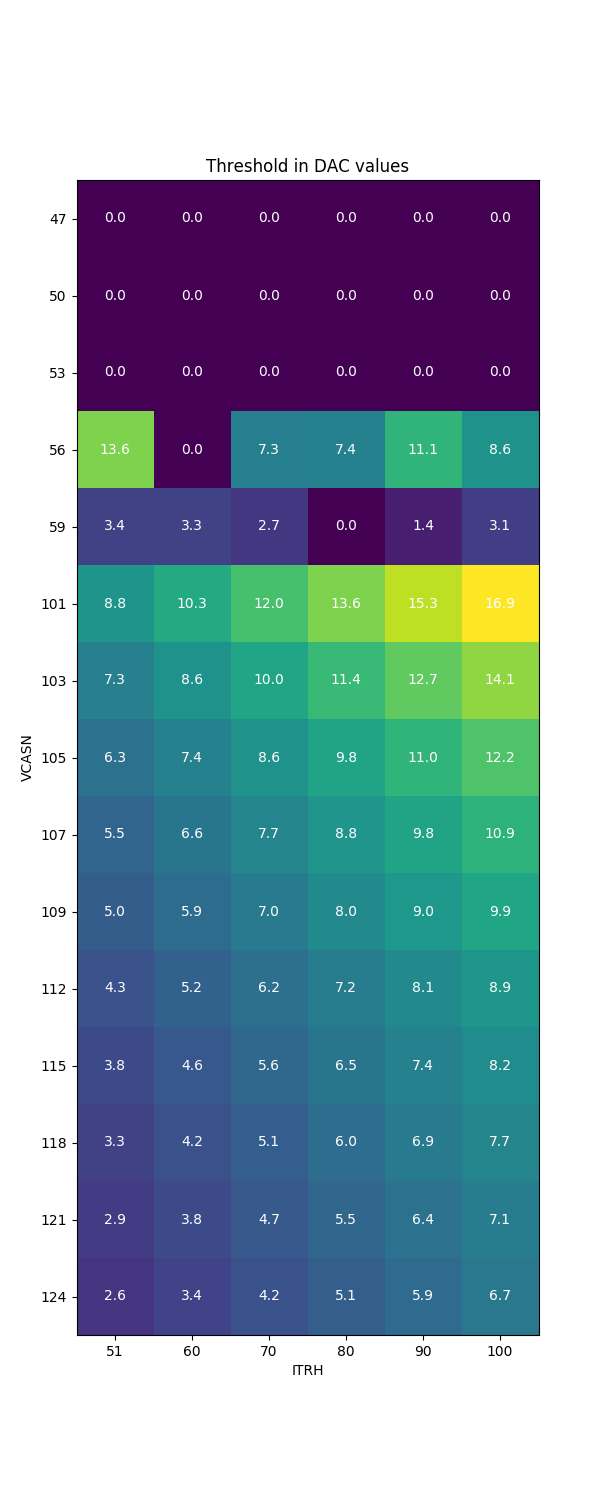 Threshold in DAC values
47 0.0 0.0 0.0 0.0 0.0 0.0
50 0.0 0.0 0.0 0.0 0.0 0.0
53 0.0 0.0 0.0 0.0 0.0 0.0
56 13.6 0.0 7.3 7.4 11.1 8.6
59 3.4 3.3 2.7 0.0 1.4 3.1
101 8.8 10.3 12.0 13.6 15.3 16.9
103 7.3 8.6 10.0 11.4 12.7 14.1
VCASN
105 6.3 7.4 8.6 9.8 11.0 12.2
107 5.5 6.6 7.7 8.8 9.8 10.9
109 5.0 5.9 7.0 8.0 9.0 9.9
112 4.3 5.2 6.2 7.2 8.1 8.9
115 3.8 4.6 5.6 6.5 7.4 8.2
118 3.3 4.2 5.1 6.0 6.9 7.7
121 2.9 3.8 4.7 5.5 6.4 7.1
124 2.6 3.4 4.2 5.1 5.9 6.7
51 60 70 80 90 100
ITRH